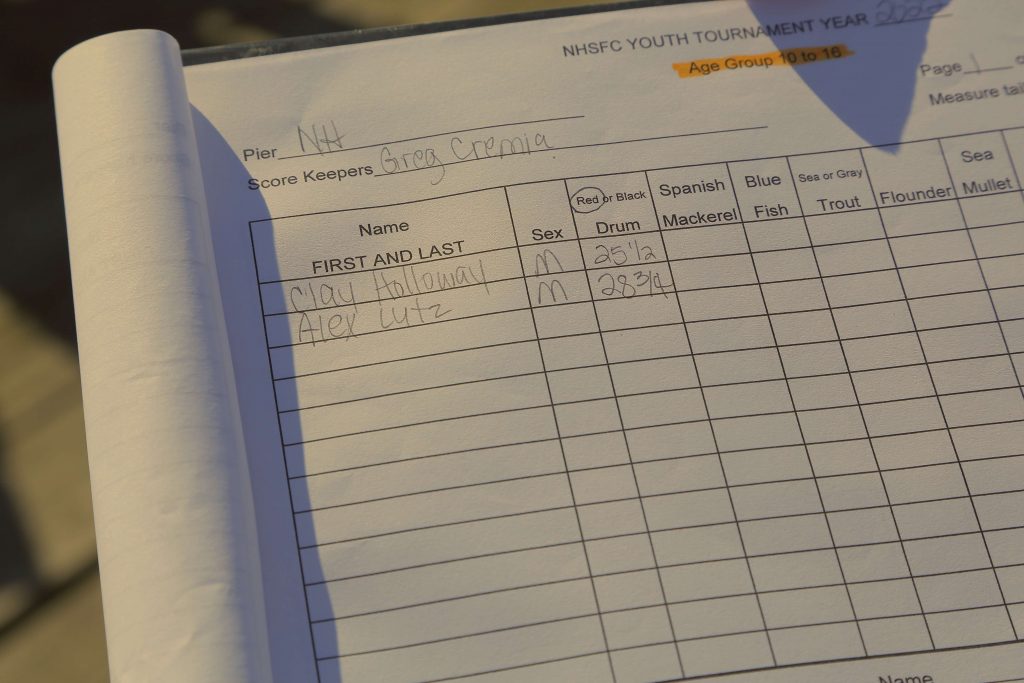 NHSFC YOUTH TOURNAMENT YEAR 2022
Age Group 10 to 16
Page 1
Measure
Pier NH
Score Keepers Greg Cremia
Name FIRST AND LAST Sex Red or Black Drum Spanish Mackerel Blue Fish Sea or Gray Trout Flounder Sea Mullet
Clay Holloway M 25 1/2
Alex Lutz M 28 3/4
Name